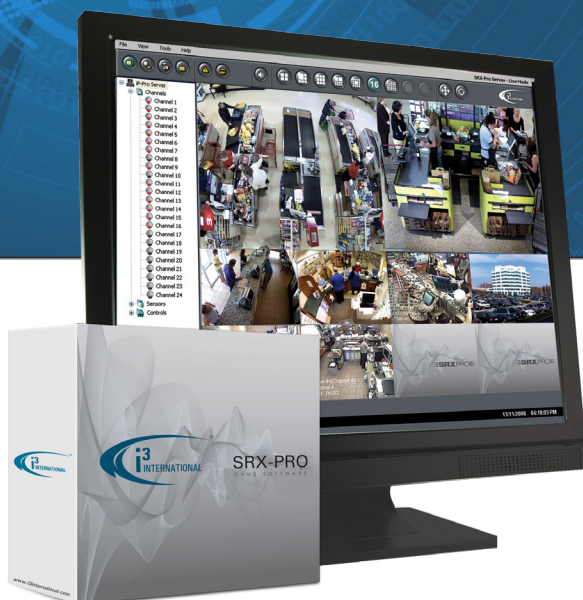 File View Tools Help
SRX-Pro Server - Live Mode
16
iP-Pro Server
Channels
Channel 1
Channel 2
Channel 3
Channel 4
Channel 5
Channel 6
Channel 7
Channel 8
Channel 9
Channel 10
Channel 11
Channel 12
Channel 13
Channel 14
Channel 15
Channel 16
Channel 17
Channel 18
Channel 19
Channel 20
Channel 21
Channel 22
Channel 23
Channel 24
Sensors
Controls
SRXPRO
SRXPRO
13/11/2008 04:18:03 PM
i3
INTERNATIONAL
i3
INTERNATIONAL
SRX-PRO
www.i3international.com